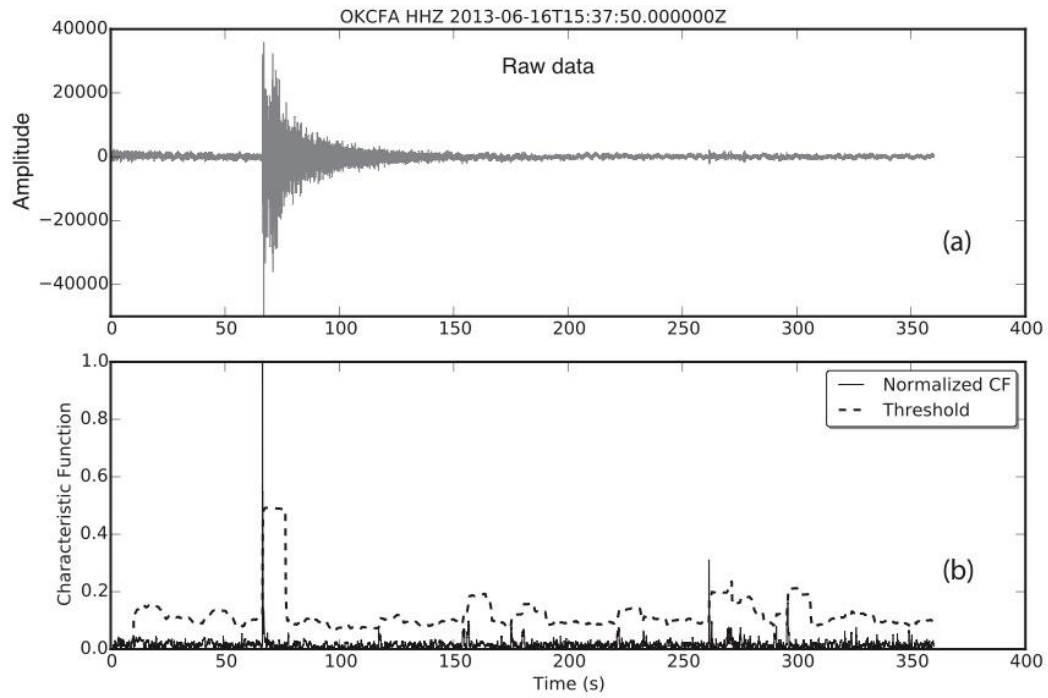 OKCFA HHZ 2013-06-16T15:37:50.000000Z
Raw data
Amplitude
40000
20000
0
−20000
−40000
(a)
0 50 100 150 200 250 300 350 400
Characteristic Function
1.0
0.8
0.6
0.4
0.2
0.0
Normalized CF
Threshold
(b)
0 50 100 150 200 250 300 350 400
Time (s)